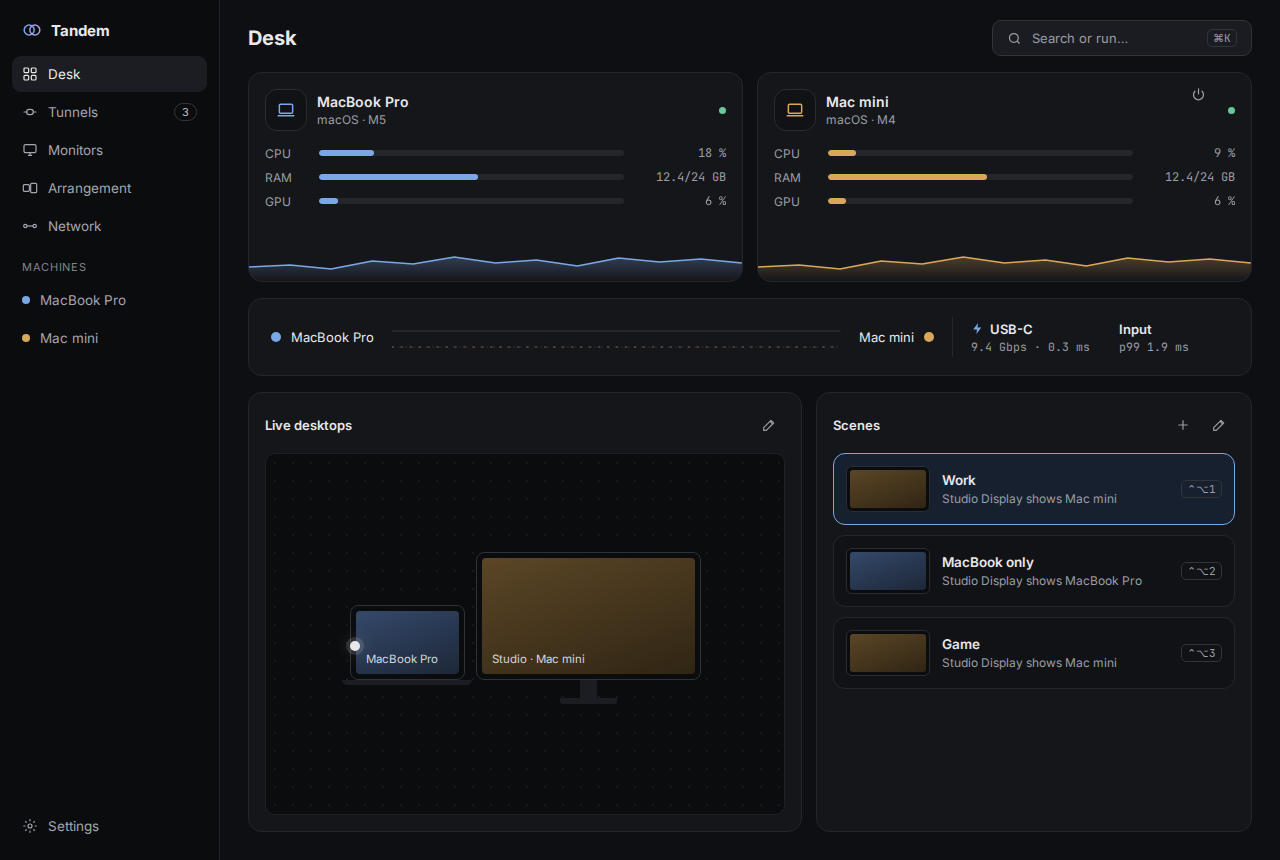 Tandem
Desk
Tunnels
3
Monitors
Arrangement
Network
MACHINES
MacBook Pro
Mac mini
Settings
Desk
Search or run...
⌘K
MacBook Pro
macOS · M5
CPU
18 %
RAM
12.4/24 GB
GPU
6 %
Mac mini
macOS · M4
CPU
9 %
RAM
12.4/24 GB
GPU
6 %
MacBook Pro
Mac mini
USB-C
9.4 Gbps · 0.3 ms
Input
p99 1.9 ms
Live desktops
MacBook Pro
Studio · Mac mini
Scenes
Work
Studio Display shows Mac mini
⌃⌥1
MacBook only
Studio Display shows MacBook Pro
⌃⌥2
Game
Studio Display shows Mac mini
⌃⌥3